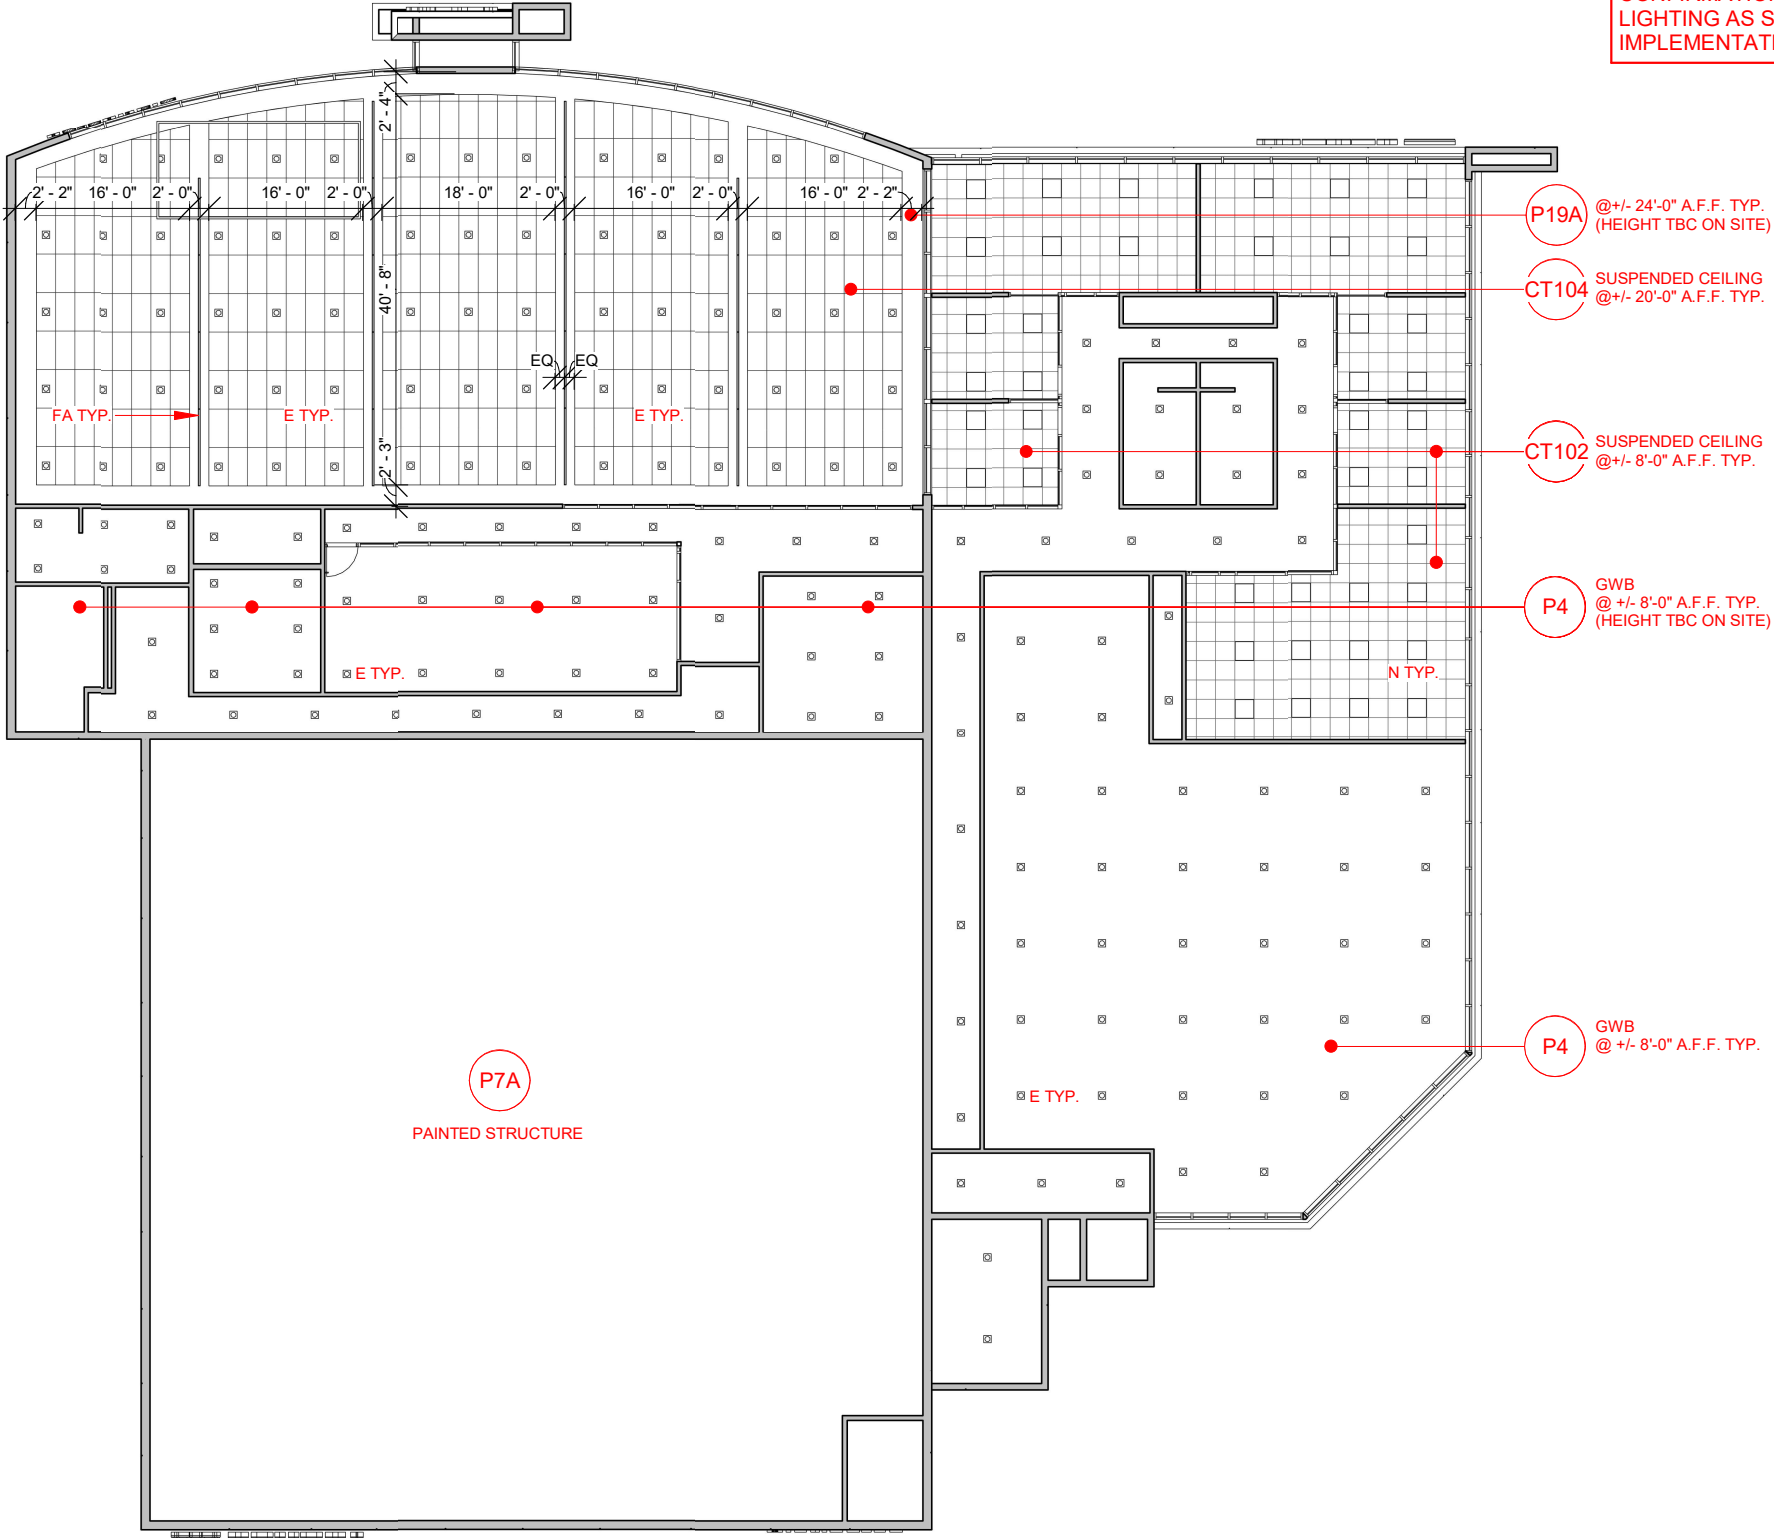 LIGHTING AS S
IMPLEMENTATI
2' - 4"
2' - 2" 16' - 0" 2' - 0" 16' - 0" 2' - 0" 18' - 0" 2' - 0" 16' - 0" 2' - 0" 16' - 0" 2' - 2"
P19A @+/- 24'-0" A.F.F. TYP.
(HEIGHT TBC ON SITE)
40' - 8"
CT104 SUSPENDED CEILING
@+/- 20'-0" A.F.F. TYP.
EQ EQ
FA TYP. E TYP. E TYP.
2' - 3"
CT102 SUSPENDED CEILING
@+/- 8'-0" A.F.F. TYP.
P4 GWB
@ +/- 8'-0" A.F.F. TYP.
(HEIGHT TBC ON SITE)
E TYP. N TYP.
P4 GWB
@ +/- 8'-0" A.F.F. TYP.
P7A
E TYP.
PAINTED STRUCTURE